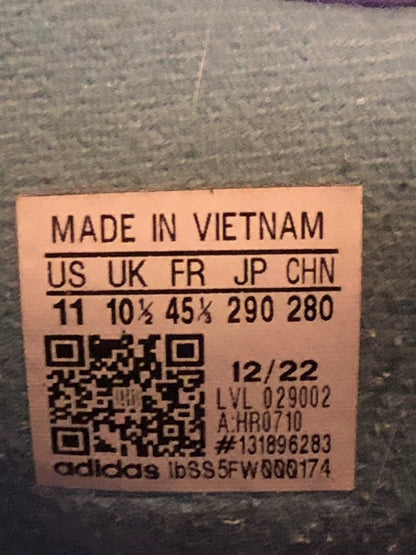 MADE IN VIETNAM
US UK FR JP CHN
11 10½ 45⅓ 290 280
12/22
LVL 029002
A:HR0710
#131896283
adidas IbSS5FW000174